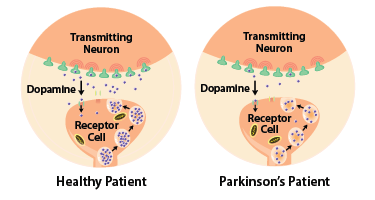 Transmitting
Neuron
Dopamine
Receptor
Cell
Healthy Patient
Transmitting
Neuron
Dopamine
Receptor
Cell
Parkinson's Patient